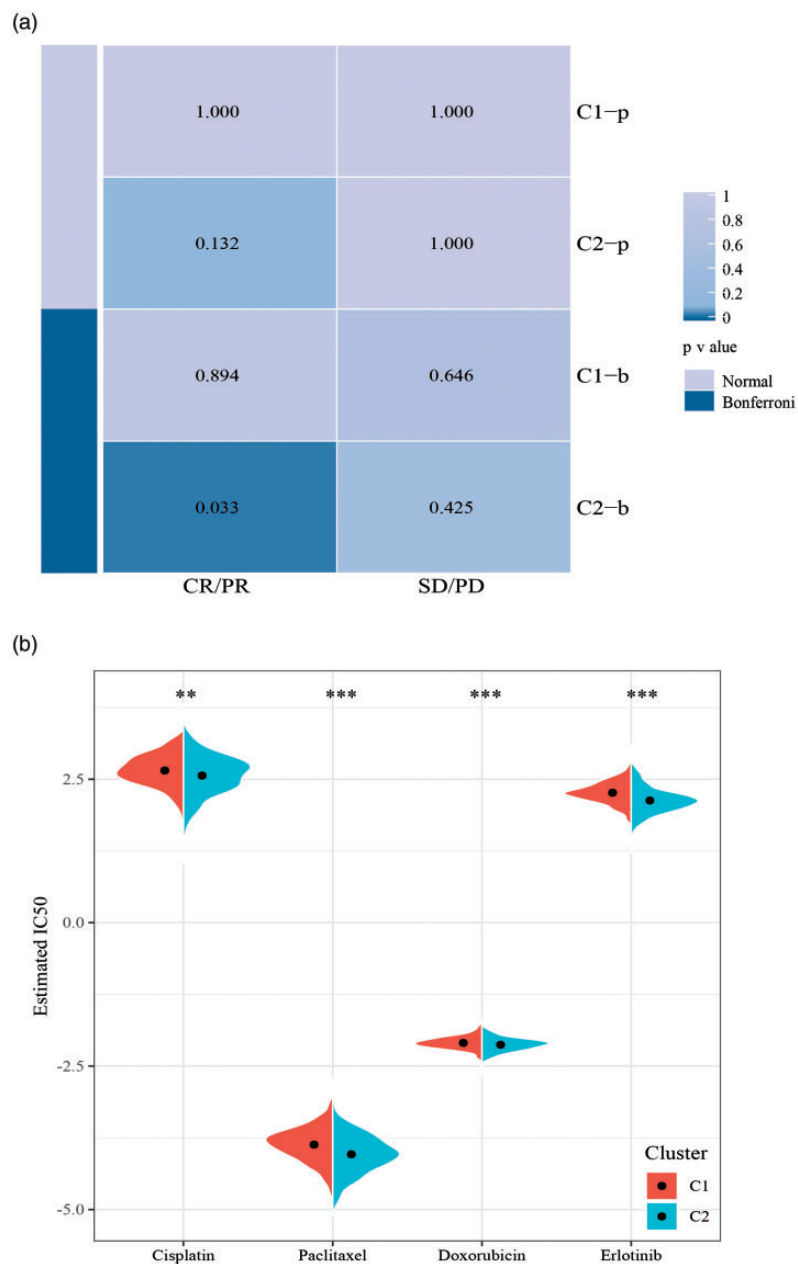 (a)
1.000 1.000 C1−p
0.132 1.000 C2−p
0.894 0.646 C1−b
0.033 0.425 C2−b
CR/PR SD/PD
1
0.8
0.6
0.4
0.2
0
p v alue
Normal
Bonferroni
(b)
** *** *** ***
Estimated IC50
2.5
0.0
-2.5
-5.0
Cluster
C1
C2
Cisplatin Paclitaxel Doxorubicin Erlotinib